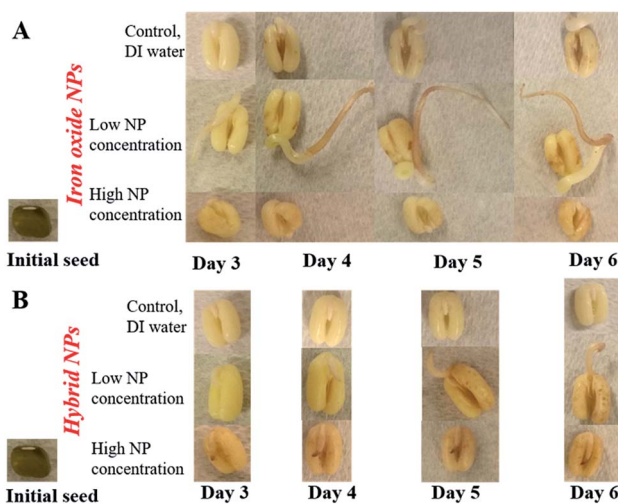 A
Iron oxide NPs
Control,
DI water
Low NP
concentration
High NP
concentration
Initial seed
Day 3
Day 4
Day 5
Day 6
B
Hybrid NPs
Control,
DI water
Low NP
concentration
High NP
concentration
Initial seed
Day 3
Day 4
Day 5
Day 6